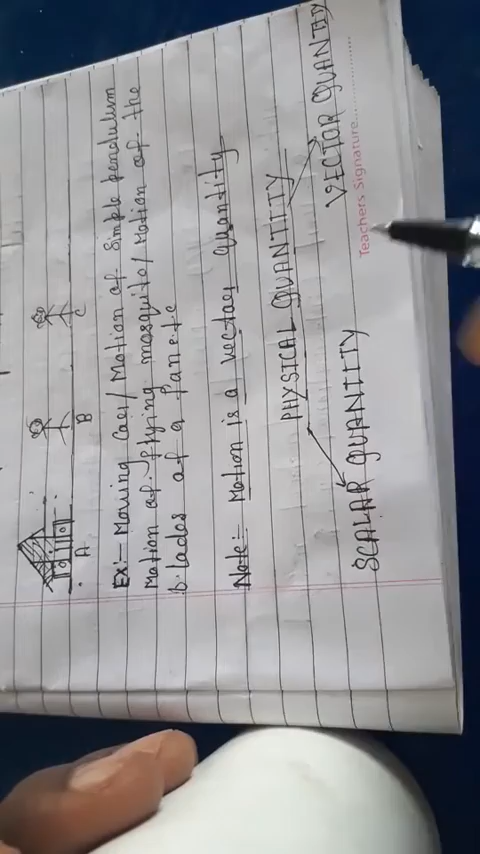 A B C
Ex:- Moving Car/ Motion of Simple pendulum
Motion of flying mosquito/ Motion of the
blades of a fan etc
Note:- Motion is a vector quantity
PHYSICAL QUANTITY
SCALAR QUANTITY VECTOR QUANTITY
Teachers Signature